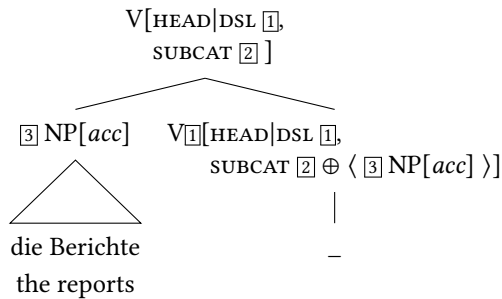 V[HEAD|DSL 1,
SUBCAT 2 ]
3 NP[acc] V1[HEAD|DSL 1,
SUBCAT 2 ⊕ ⟨ 3 NP[acc] ⟩]
die Berichte
the reports
_